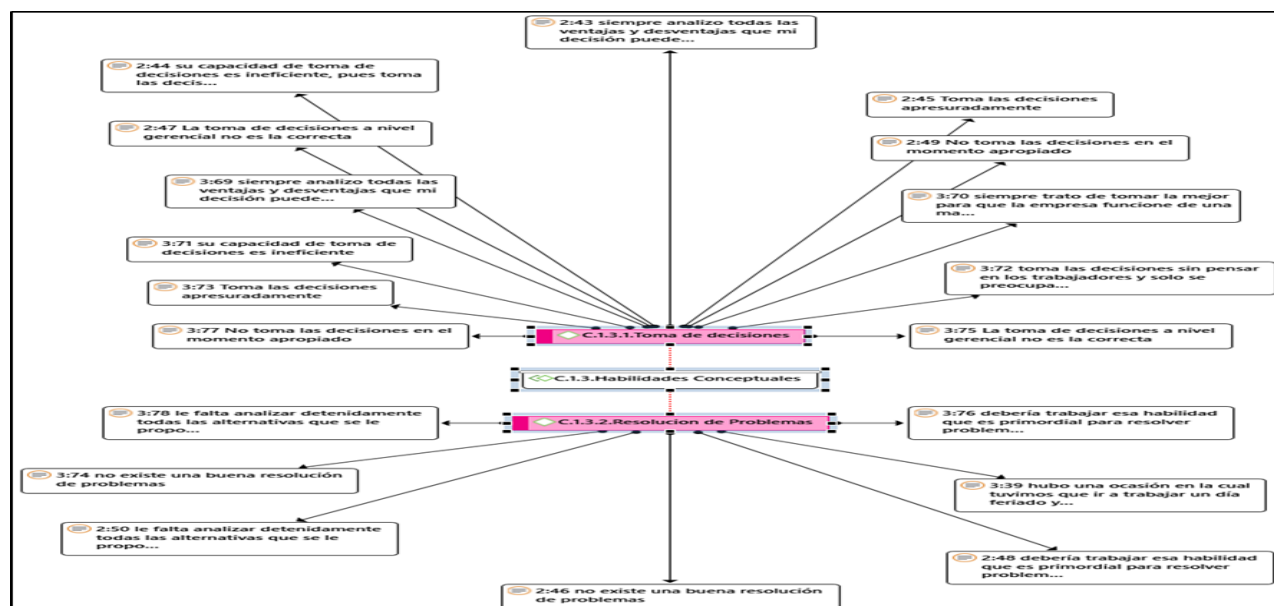 2:43 siempre analizo todas las
ventajas y desventajas que mi
decisión puede...
2:44 su capacidad de toma de
decisiones es ineficiente, pues toma
las decis...
2:45 Toma las decisiones
apresuradamente
2:47 La toma de decisiones a nivel
gerencial no es la correcta
2:49 No toma las decisiones en el
momento apropiado
3:69 siempre analizo todas las
ventajas y desventajas que mi
decisión puede...
3:70 siempre trato de tomar la mejor
para que la empresa funcione de una
ma...
3:71 su capacidad de toma de
decisiones es ineficiente
3:72 toma las decisiones sin pensar
en los trabajadores y solo se
preocupa...
3:73 Toma las decisiones
apresuradamente
3:77 No toma las decisiones en el
momento apropiado
C.1.3.1.Toma de decisiones
3:75 La toma de decisiones a nivel
gerencial no es la correcta
C.1.3.Habilidades Conceptuales
3:78 le falta analizar detenidamente
todas las alternativas que se le
propo...
C.1.3.2.Resolucion de Problemas
3:76 debería trabajar esa habilidad
que es primordial para resolver
problem...
3:74 no existe una buena resolución
de problemas
3:39 hubo una ocasión en la cual
tuvimos que ir a trabajar un día
feriado y...
2:50 le falta analizar detenidamente
todas las alternativas que se le
propo...
2:48 debería trabajar esa habilidad
que es primordial para resolver
problem...
2:46 no existe una buena resolución
de problemas